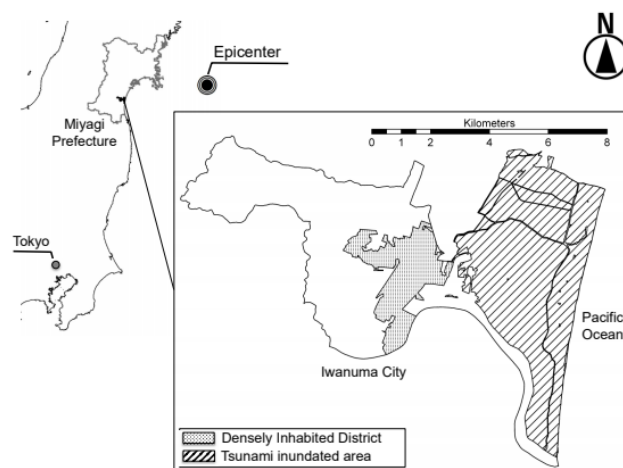 N
Epicenter
Miyagi
Prefecture
Kilometers
0 1 2 4 6 8
Tokyo
Pacific
Ocean
Iwanuma City
Densely Inhabited District
Tsunami inundated area